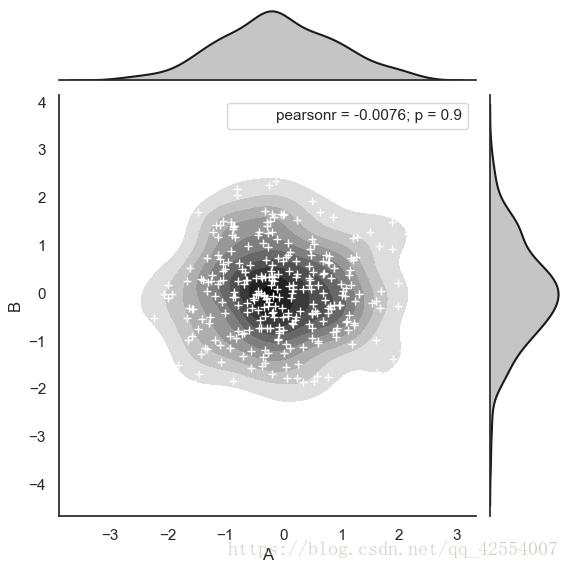 pearsonr = -0.0076; p = 0.9
4
3
2
1
0
−1
−2
−3
−4
B
−3 −2 −1 0 1 2 3
A
https://blog.csdn.net/qq_42554007